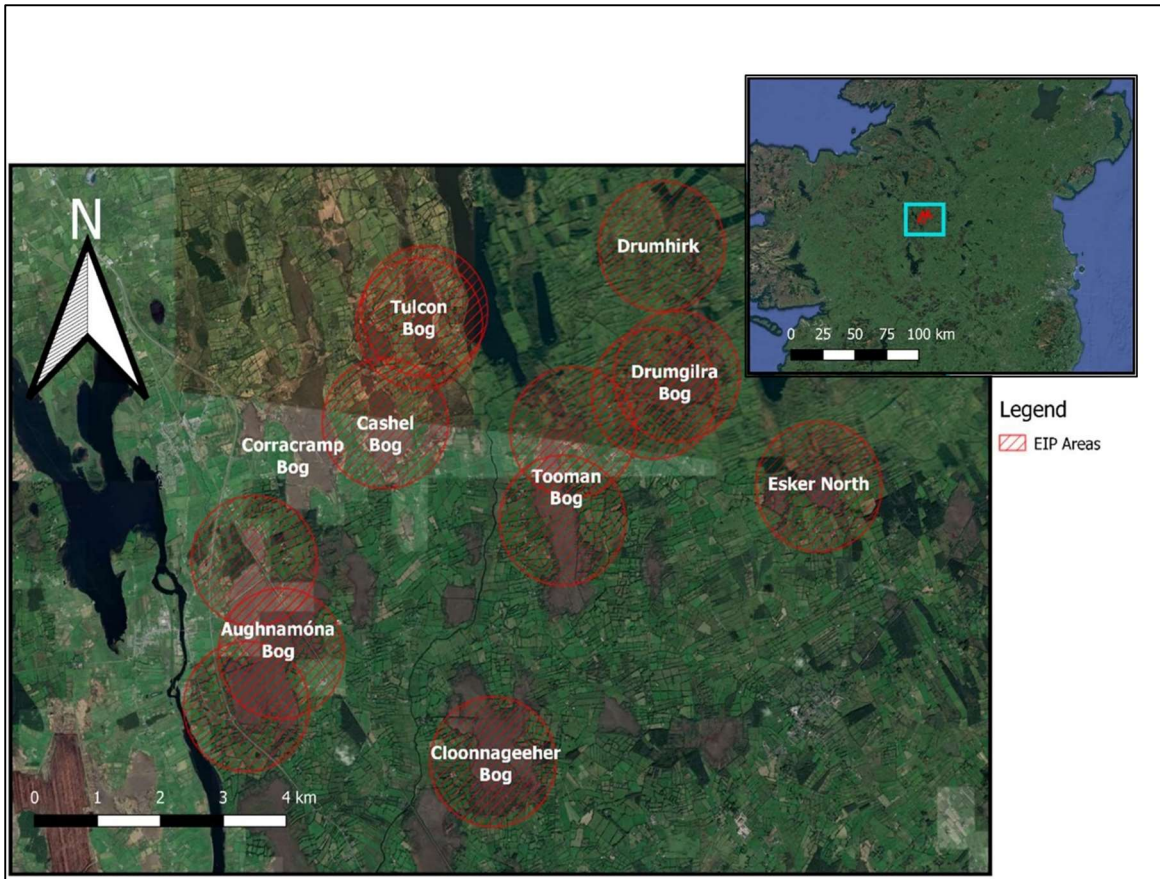 N
Drumhirk
Tulcon
Bog
Drumgilra
Bog
Cashel
Bog
Corracramp
Bog
Tooman
Bog
Esker North
Aughnamóna
Bog
Cloonnageeher
Bog
0 1 2 3 4 km
0 25 50 75 100 km
Legend
EIP Areas